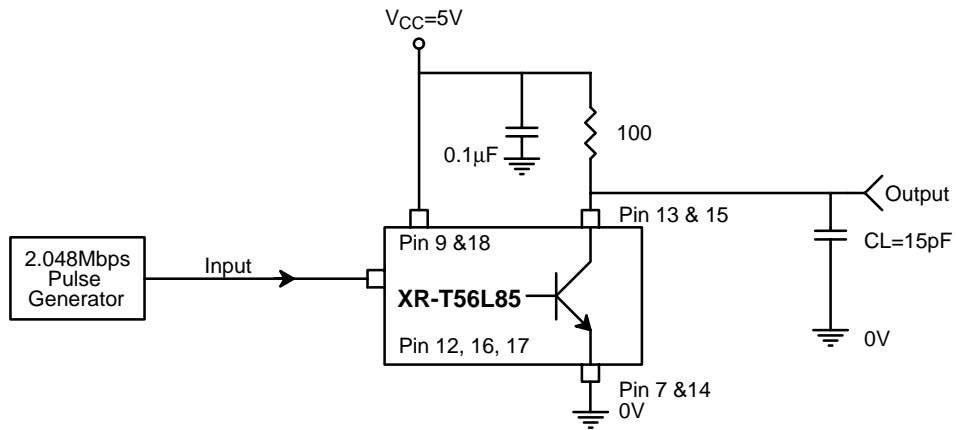 VCC=5V
100
0.1μF
Pin 13 & 15
Output
Pin 9 &18
CL=15pF
2.048Mbps
Pulse
Generator
Input
XR-T56L85
Pin 12, 16, 17
0V
Pin 7 &14
0V